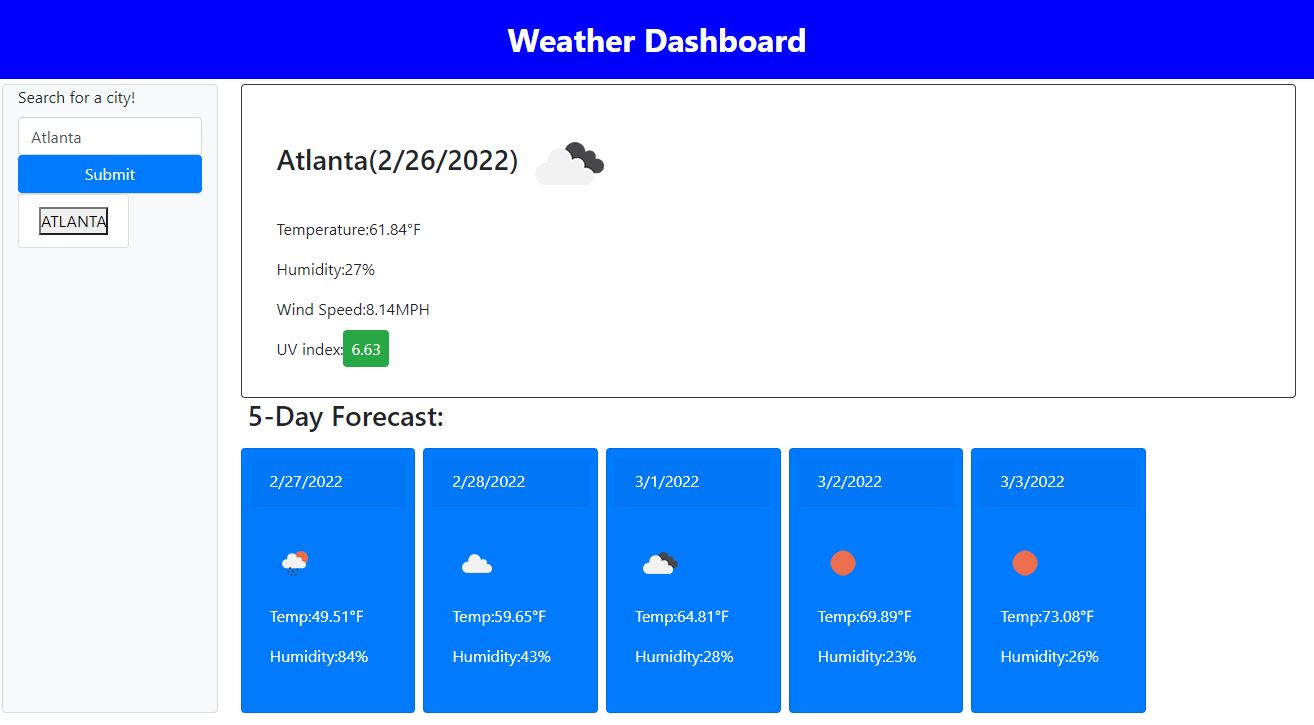 Weather Dashboard
Search for a city!
Atlanta
Submit
ATLANTA
Atlanta(2/26/2022)
Temperature:61.84°F
Humidity:27%
Wind Speed:8.14MPH
UV index:6.63
5-Day Forecast:
2/27/2022
Temp:49.51°F
Humidity:84%
2/28/2022
Temp:59.65°F
Humidity:43%
3/1/2022
Temp:64.81°F
Humidity:28%
3/2/2022
Temp:69.89°F
Humidity:23%
3/3/2022
Temp:73.08°F
Humidity:26%